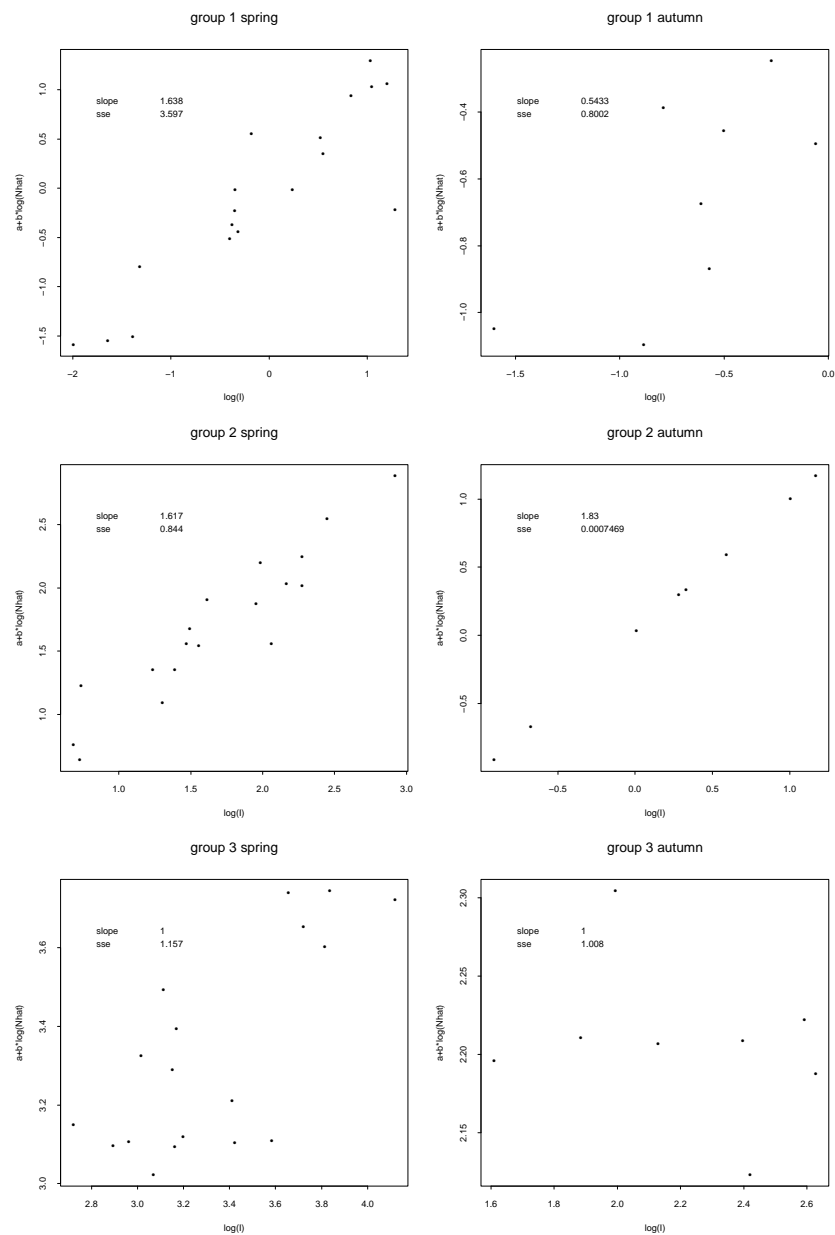 group 1 spring
slope 1.638
sse 3.597
a+b*log(Nhat)
1.0
0.5
0.0
−0.5
−1.0
−1.5
−2 −1 0 1
log(I)
group 1 autumn
slope 0.5433
sse 0.8002
a+b*log(Nhat)
−0.4
−0.6
−0.8
−1.0
−1.5 −1.0 −0.5 0.0
log(I)
group 2 spring
slope 1.617
sse 0.844
a+b*log(Nhat)
2.5
2.0
1.5
1.0
1.0 1.5 2.0 2.5 3.0
log(I)
group 2 autumn
slope 1.83
sse 0.0007469
a+b*log(Nhat)
1.0
0.5
0.0
−0.5
−0.5 0.0 0.5 1.0
log(I)
group 3 spring
slope 1
sse 1.157
a+b*log(Nhat)
3.6
3.4
3.2
3.0
2.8 3.0 3.2 3.4 3.6 3.8 4.0
log(I)
group 3 autumn
slope 1
sse 1.008
a+b*log(Nhat)
2.30
2.25
2.20
2.15
1.6 1.8 2.0 2.2 2.4 2.6
log(I)